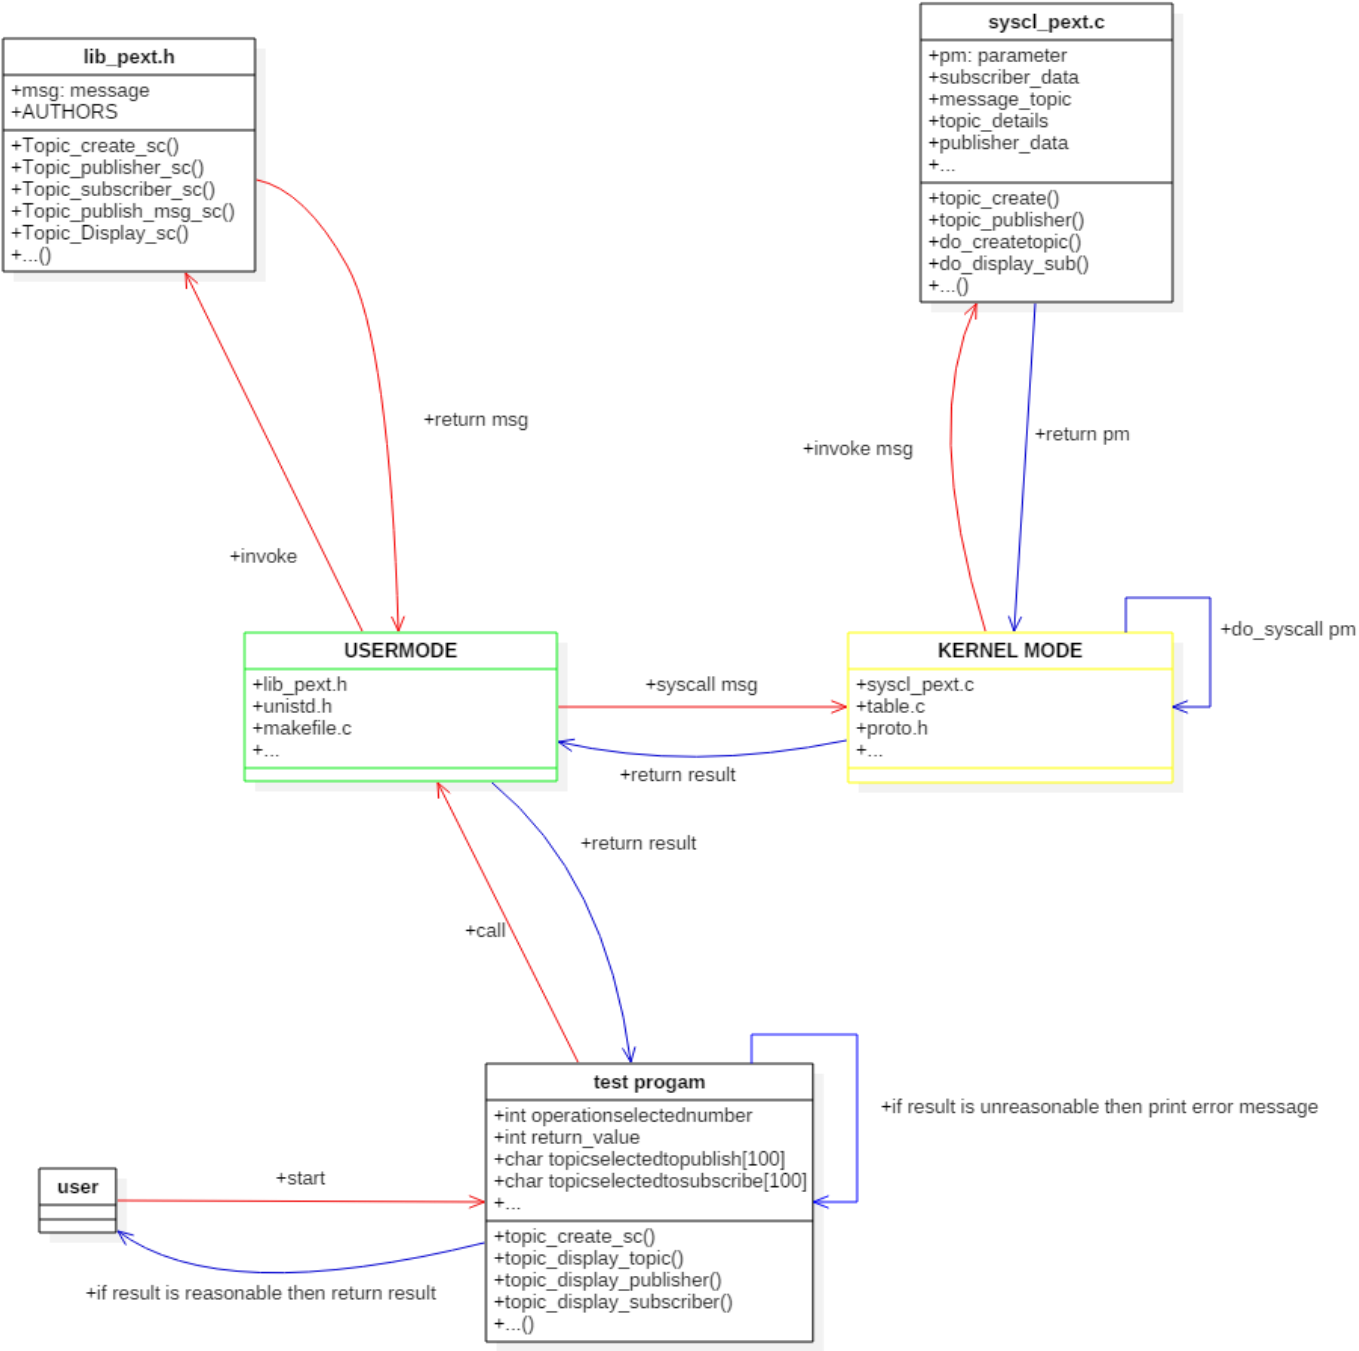 lib_pext.h
+msg: message
+AUTHORS
+Topic_create_sc()
+Topic_publisher_sc()
+Topic_subscriber_sc()
+Topic_publish_msg_sc()
+Topic_Display_sc()
+...()
syscl_pext.c
+pm: parameter
+subscriber_data
+message_topic
+topic_details
+publisher_data
+...
+topic_create()
+topic_publisher()
+do_createtopic()
+do_display_sub()
+...()
+return msg
+invoke msg
+return pm
+invoke
USERMODE
+lib_pext.h
+unistd.h
+makefile.c
+...
+syscall msg
+return result
KERNEL MODE
+syscl_pext.c
+table.c
+proto.h
+...
+do_syscall pm
+return result
+call
test progam
+int operationselectednumber
+int return_value
+char topicselectedtopublish[100]
+char topicselectedtosubscribe[100]
+...
+topic_create_sc()
+topic_display_topic()
+topic_display_publisher()
+topic_display_subscriber()
+...()
+if result is unreasonable then print error message
user
+start
+if result is reasonable then return result